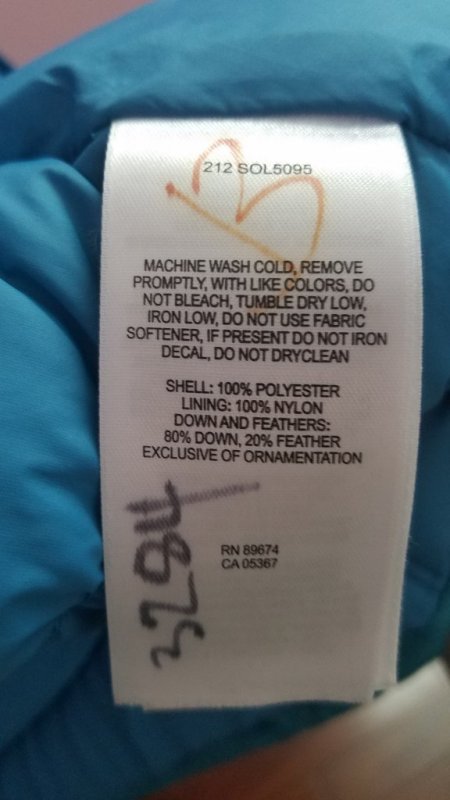 212 SOL5095
B
MACHINE WASH COLD, REMOVE
PROMPTLY, WITH LIKE COLORS, DO
NOT BLEACH, TUMBLE DRY LOW,
IRON LOW, DO NOT USE FABRIC
SOFTENER, IF PRESENT DO NOT IRON
DECAL, DO NOT DRYCLEAN
SHELL: 100% POLYESTER
LINING: 100% NYLON
DOWN AND FEATHERS:
80% DOWN, 20% FEATHER
EXCLUSIVE OF ORNAMENTATION
RN 89674
CA 05367
3284